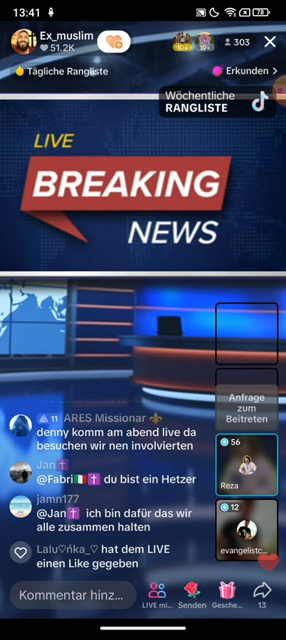 13:41
78
Ex_muslim
51.2K
10+
10+
303
Tägliche Rangliste
Erkunden >
Wöchentliche
RANGLISTE
LIVE
BREAKING
NEWS
Anfrage
zum
Beitreten
56
Reza
12
evangelistc...
11 ARES Missionar ⚜️
denny komm am abend live da
besuchen wir nen involvierten
Jan✝️
@Fabri🇮🇹✝️ du bist ein Hetzer
jamn177
@Jan✝️ ich bin dafür das wir
alle zusammen halten
Lalu♡ńka_♡ hat dem LIVE
einen Like gegeben
Kommentar hinz...
LIVE mi...
Senden
Gesche...
13